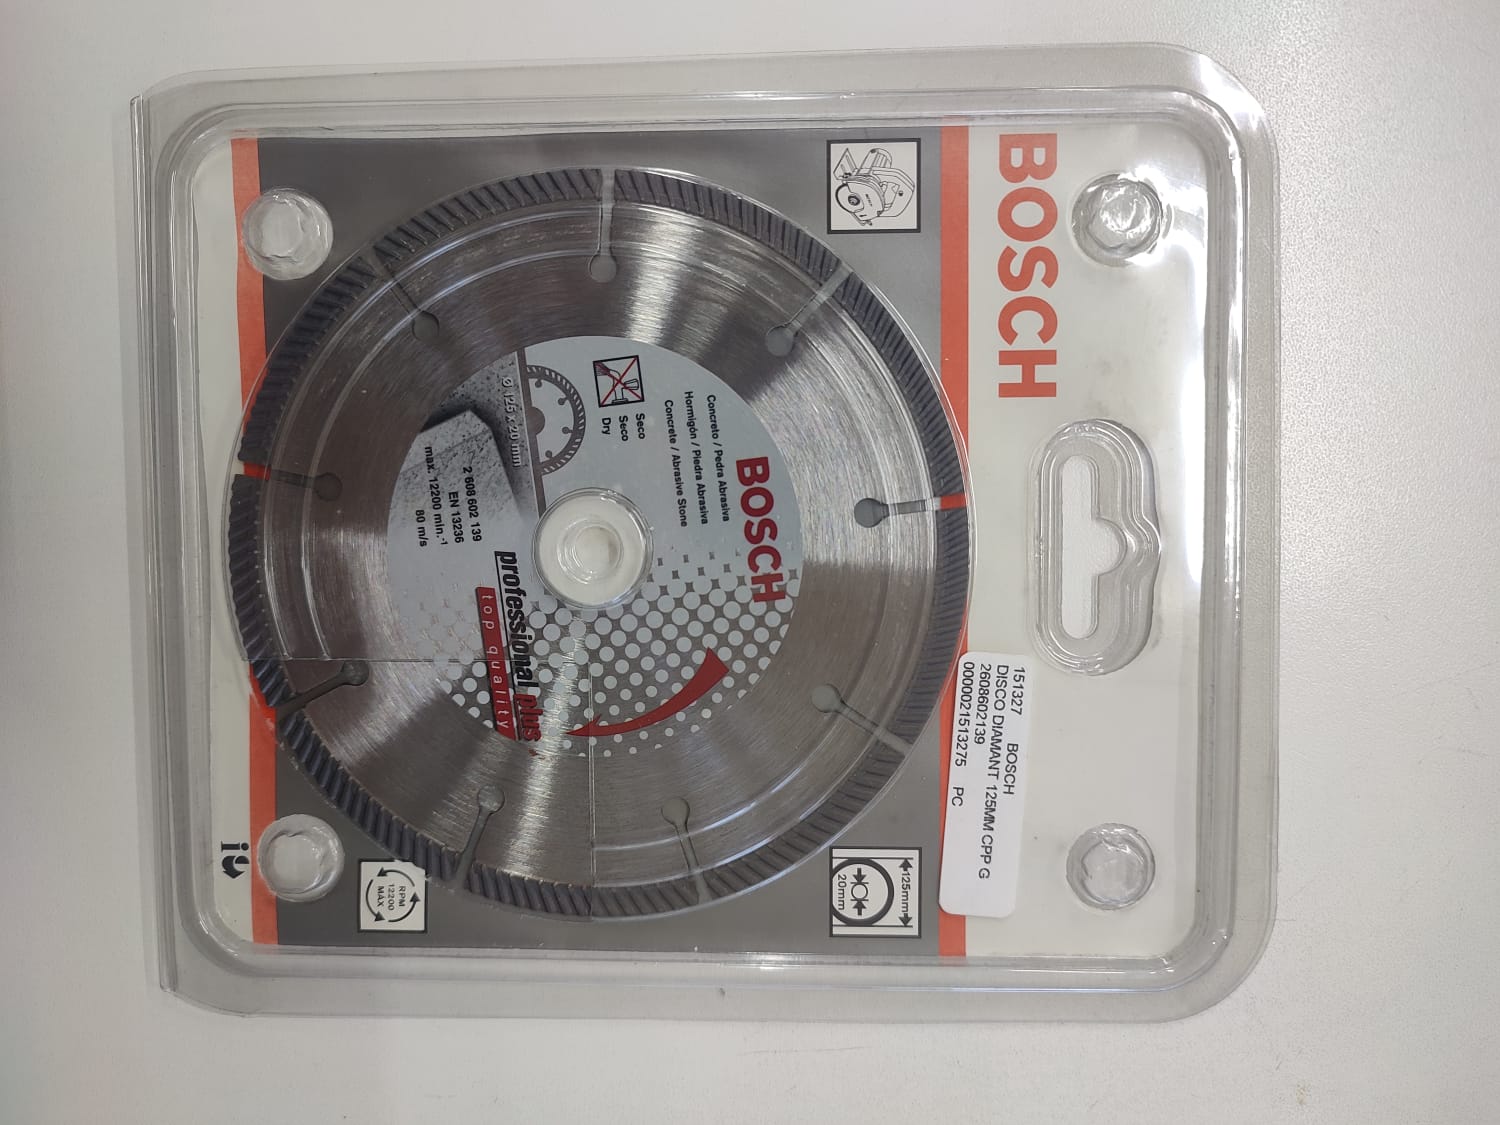 BOSCH
151327 BOSCH
DISCO DIAMANT 125MM CPP G
2608602139
0000021513275 PC
BOSCH
Concreto / Pedra Abrasiva
Hormigón / Piedra Abrasiva
Concrete / Abrasive Stone
Seco
Seco
Dry
Ø 125 x 20 mm
2 608 602 139
EN 13236
max. 12200 min.-1
80 m/s
professional plus
top quality
125mm
20mm
RPM
12200
MÁX